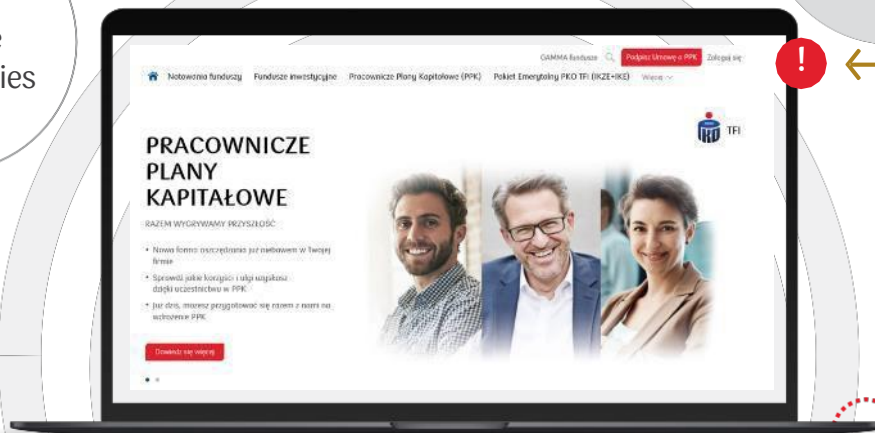 e
ies
GAMMA fundusze
Podpisz Umowę o PPK
Zaloguj się
!
Notowania funduszy
Fundusze inwestycyjne
Pracownicze Plany Kapitałowe (PPK)
Pakiet Emerytalny PKO TFI (IKZE+IKE)
Więcej
TFI
PRACOWNICZE
PLANY
KAPITAŁOWE
RAZEM WYGRYWAMY PRZYSZŁOŚĆ
• Nowa forma oszczędzania już niebawem w Twojej
firmie
• Sprawdź jakie korzyści i ulgi uzyskasz
dzięki uczestnictwu w PPK
• Już dziś, możesz przygotować się razem z nami na
wdrożenie PPK
Dowiedz się więcej